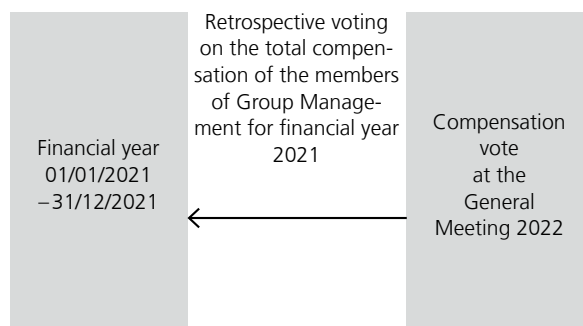 Financial year
01/01/2021
–31/12/2021
Retrospective voting
on the total compen-
sation of the members
of Group Manage-
ment for financial year
2021
Compensation
vote
at the
General
Meeting 2022